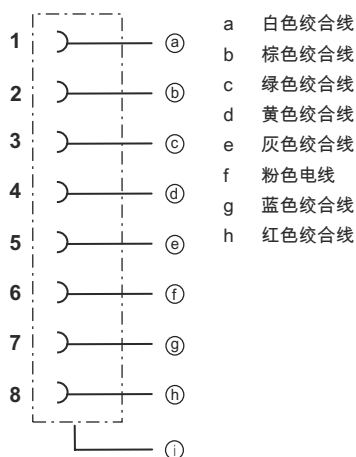 1 ⓐ
2 ⓑ
3 ⓒ
4 ⓓ
5 ⓔ
6 ⓕ
7 ⓖ
8 ⓗ
ⓘ
a 白色绞合线
b 棕色绞合线
c 绿色绞合线
d 黄色绞合线
e 灰色绞合线
f 粉色电线
g 蓝色绞合线
h 红色绞合线